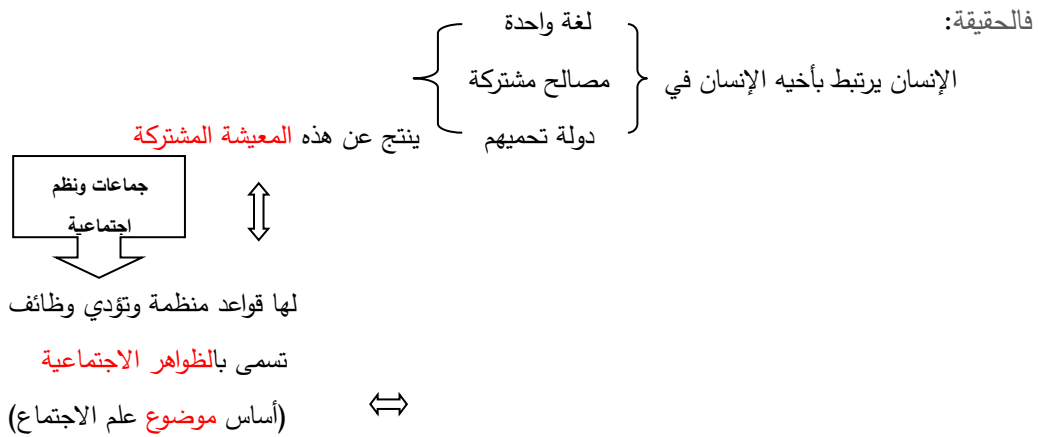 فالحقيقة:
الإنسان يرتبط بأخيه الإنسان في
لغة واحدة
مصالح مشتركة
دولة تحميهم
ينتج عن هذه المعيشة المشتركة
جماعات ونظم
اجتماعية
لها قواعد منظمة وتؤدي وظائف
تسمى بالظواهر الاجتماعية
(أساس موضوع علم الاجتماع)